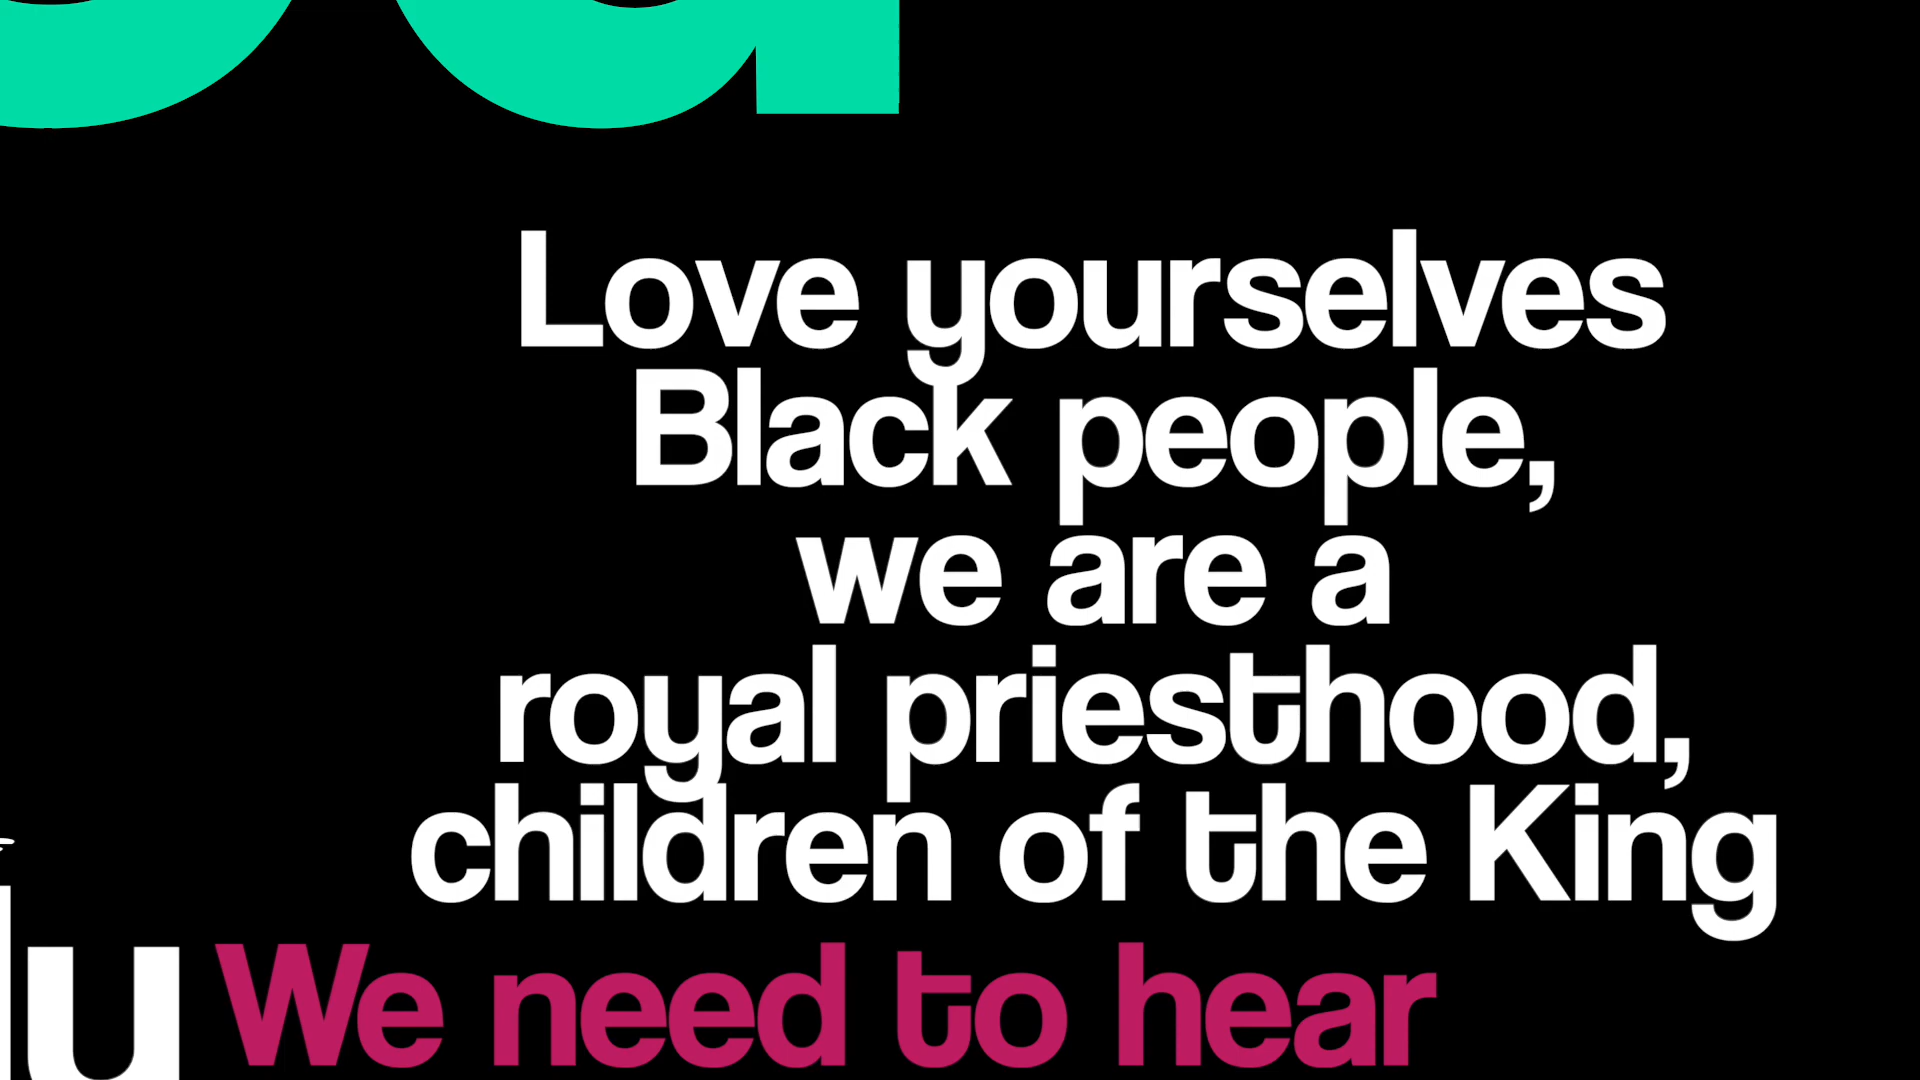 Love yourselves
Black people,
we are a
royal priesthood,
children of the King
We need to hear